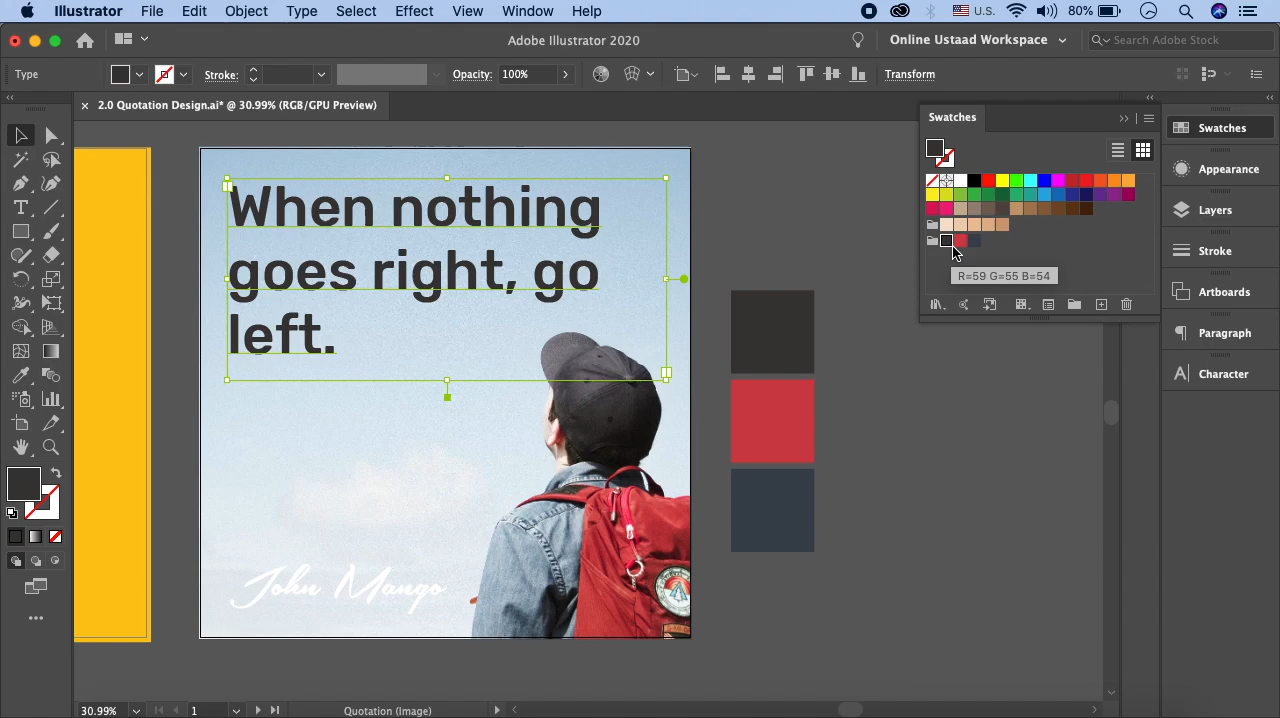 Illustrator File Edit Object Type Select Effect View Window Help U.S. 80%
Adobe Illustrator 2020 Online Ustaad Workspace Search Adobe Stock
Type Stroke: Opacity: 100% Transform
× 2.0 Quotation Design.ai* @ 30.99% (RGB/GPU Preview)
Swatches
Swatches
Appearance
Layers
Stroke
Artboards
Paragraph
Character
R=59 G=55 B=54
When nothing
goes right, go
left.
John Mango
30.99% 1 Quotation (Image)